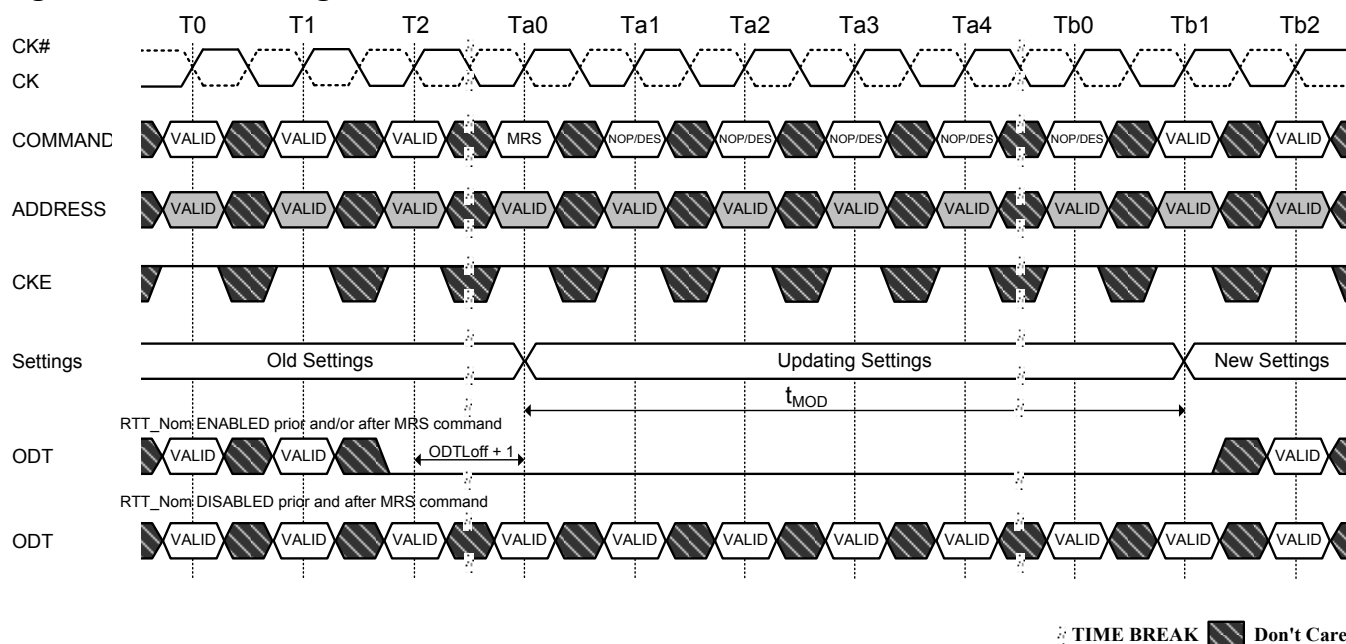 T0 T1 T2 Ta0 Ta1 Ta2 Ta3 Ta4 Tb0 Tb1 Tb2
CK#
CK
COMMAND VALID VALID VALID MRS NOP/DES NOP/DES NOP/DES NOP/DES NOP/DES VALID VALID
ADDRESS VALID VALID VALID VALID VALID VALID VALID VALID VALID VALID VALID
CKE
Settings Old Settings Updating Settings New Settings
tMOD
RTT_Nom ENABLED prior and/or after MRS command
ODT VALID VALID ODTLoff + 1 VALID
RTT_Nom DISABLED prior and after MRS command
ODT VALID VALID VALID VALID VALID VALID VALID VALID VALID VALID VALID
TIME BREAK Don't Care